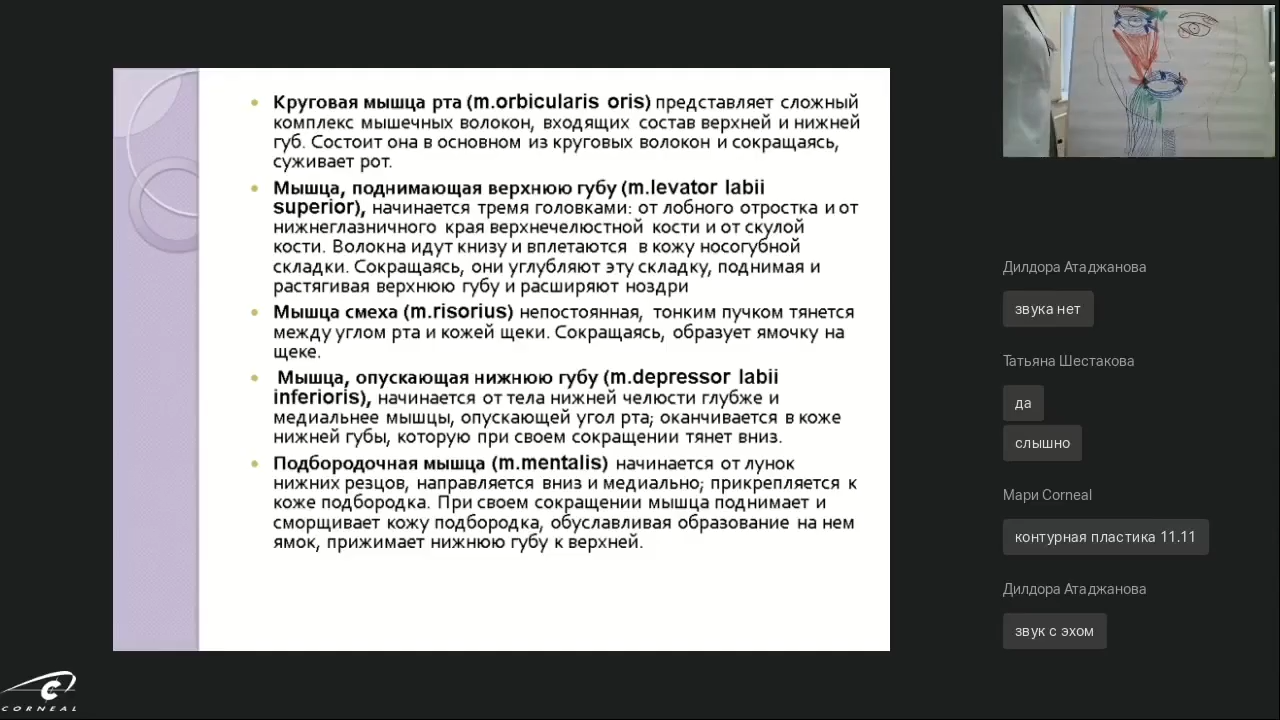 Круговая мышца рта (m.orbicularis oris) представляет сложный
комплекс мышечных волокон, входящих состав верхней и нижней
губ. Состоит она в основном из круговых волокон и сокращаясь,
суживает рот.
Мышца, поднимающая верхнюю губу (m.levator labii
superior), начинается тремя головками: от лобного отростка и от
нижнеглазничного края верхнечелюстной кости и от скулой
кости. Волокна идут книзу и вплетаются в кожу носогубной
складки. Сокращаясь, они углубляют эту складку, поднимая и
растягивая верхнюю губу и расширяют ноздри
Мышца смеха (m.risorius) непостоянная, тонким пучком тянется
между углом рта и кожей щеки. Сокращаясь, образует ямочку на
щеке.
Мышца, опускающая нижнюю губу (m.depressor labii
inferioris), начинается от тела нижней челюсти глубже и
медиальнее мышцы, опускающей угол рта; оканчивается в коже
нижней губы, которую при своем сокращении тянет вниз.
Подбородочная мышца (m.mentalis) начинается от лунок
нижних резцов, направляется вниз и медиально; прикрепляется к
коже подбородка. При своем сокращении мышца поднимает и
сморщивает кожу подбородка, обуславливая образование на нем
ямок, прижимает нижнюю губу к верхней.
Дилдора Атаджанова
звука нет
Татьяна Шестакова
да
слышно
Мари Corneal
контурная пластика 11.11
Дилдора Атаджанова
звук с эхом
CORNEAL